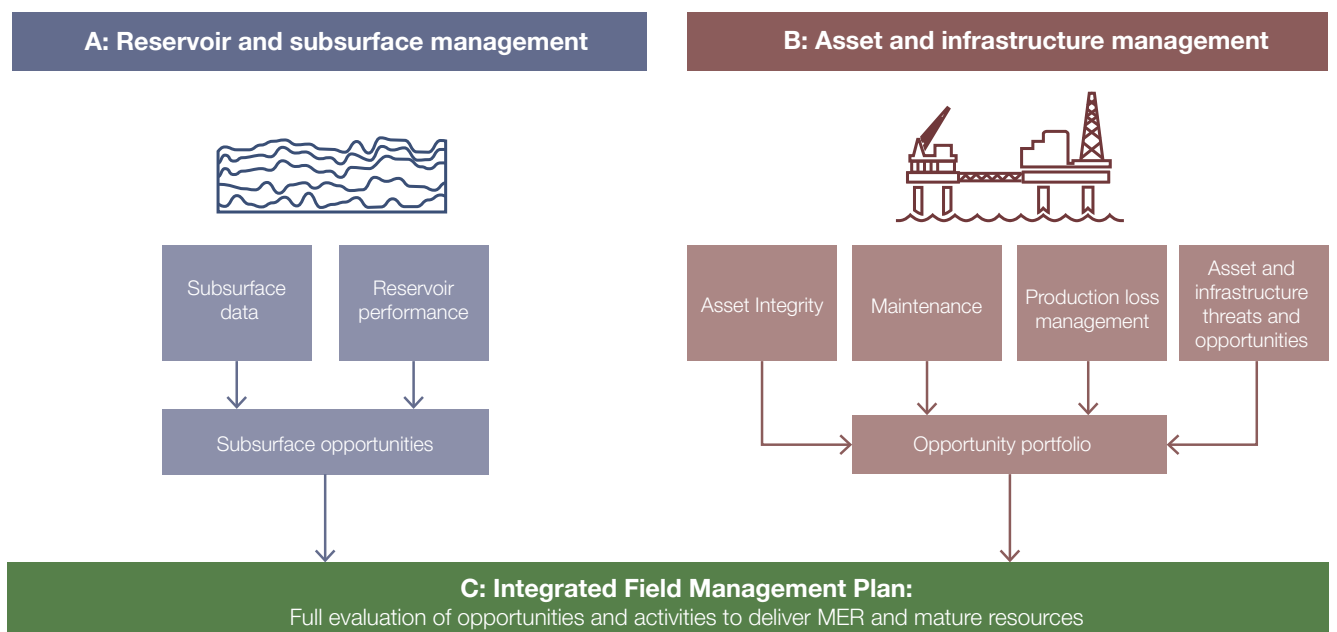 A: Reservoir and subsurface management
B: Asset and infrastructure management
Subsurface
data
Reservoir
performance
Asset Integrity
Maintenance
Production loss
management
Asset and
infrastructure
threats and
opportunities
Subsurface opportunities
Opportunity portfolio
C: Integrated Field Management Plan:
Full evaluation of opportunities and activities to deliver MER and mature resources